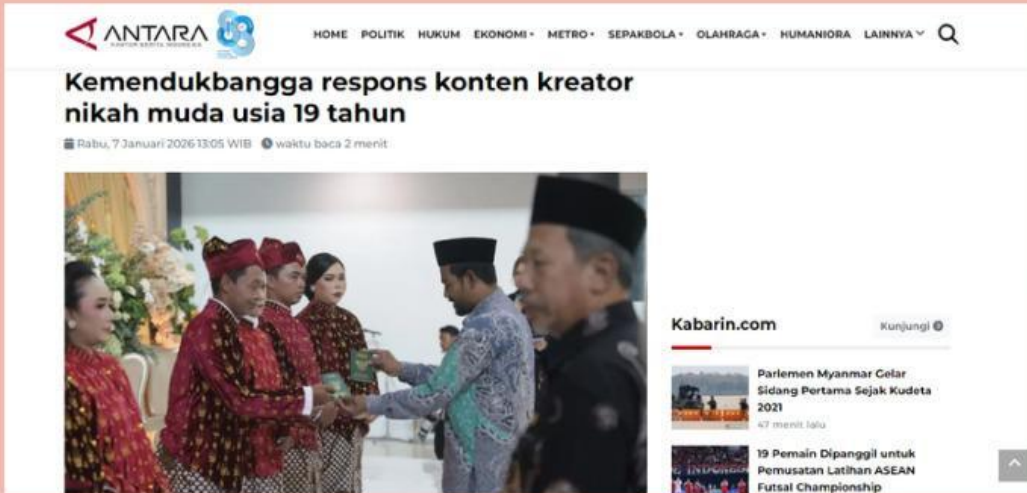 ANTARA
KANTOR BERITA INDONESIA
HOME POLITIK HUKUM EKONOMI METRO SEPAKBOLA OLAHRAGA HUMANIORA LAINNYA
Kemendukbangga respons konten kreator
nikah muda usia 19 tahun
Rabu, 7 Januari 2026 13:05 WIB waktu baca 2 menit
Kabarin.com
Kunjungi
Parlemen Myanmar Gelar
Sidang Pertama Sejak Kudeta
2021
47 menit lalu
19 Pemain Dipanggil untuk
Pemusatan Latihan ASEAN
Futsal Championship